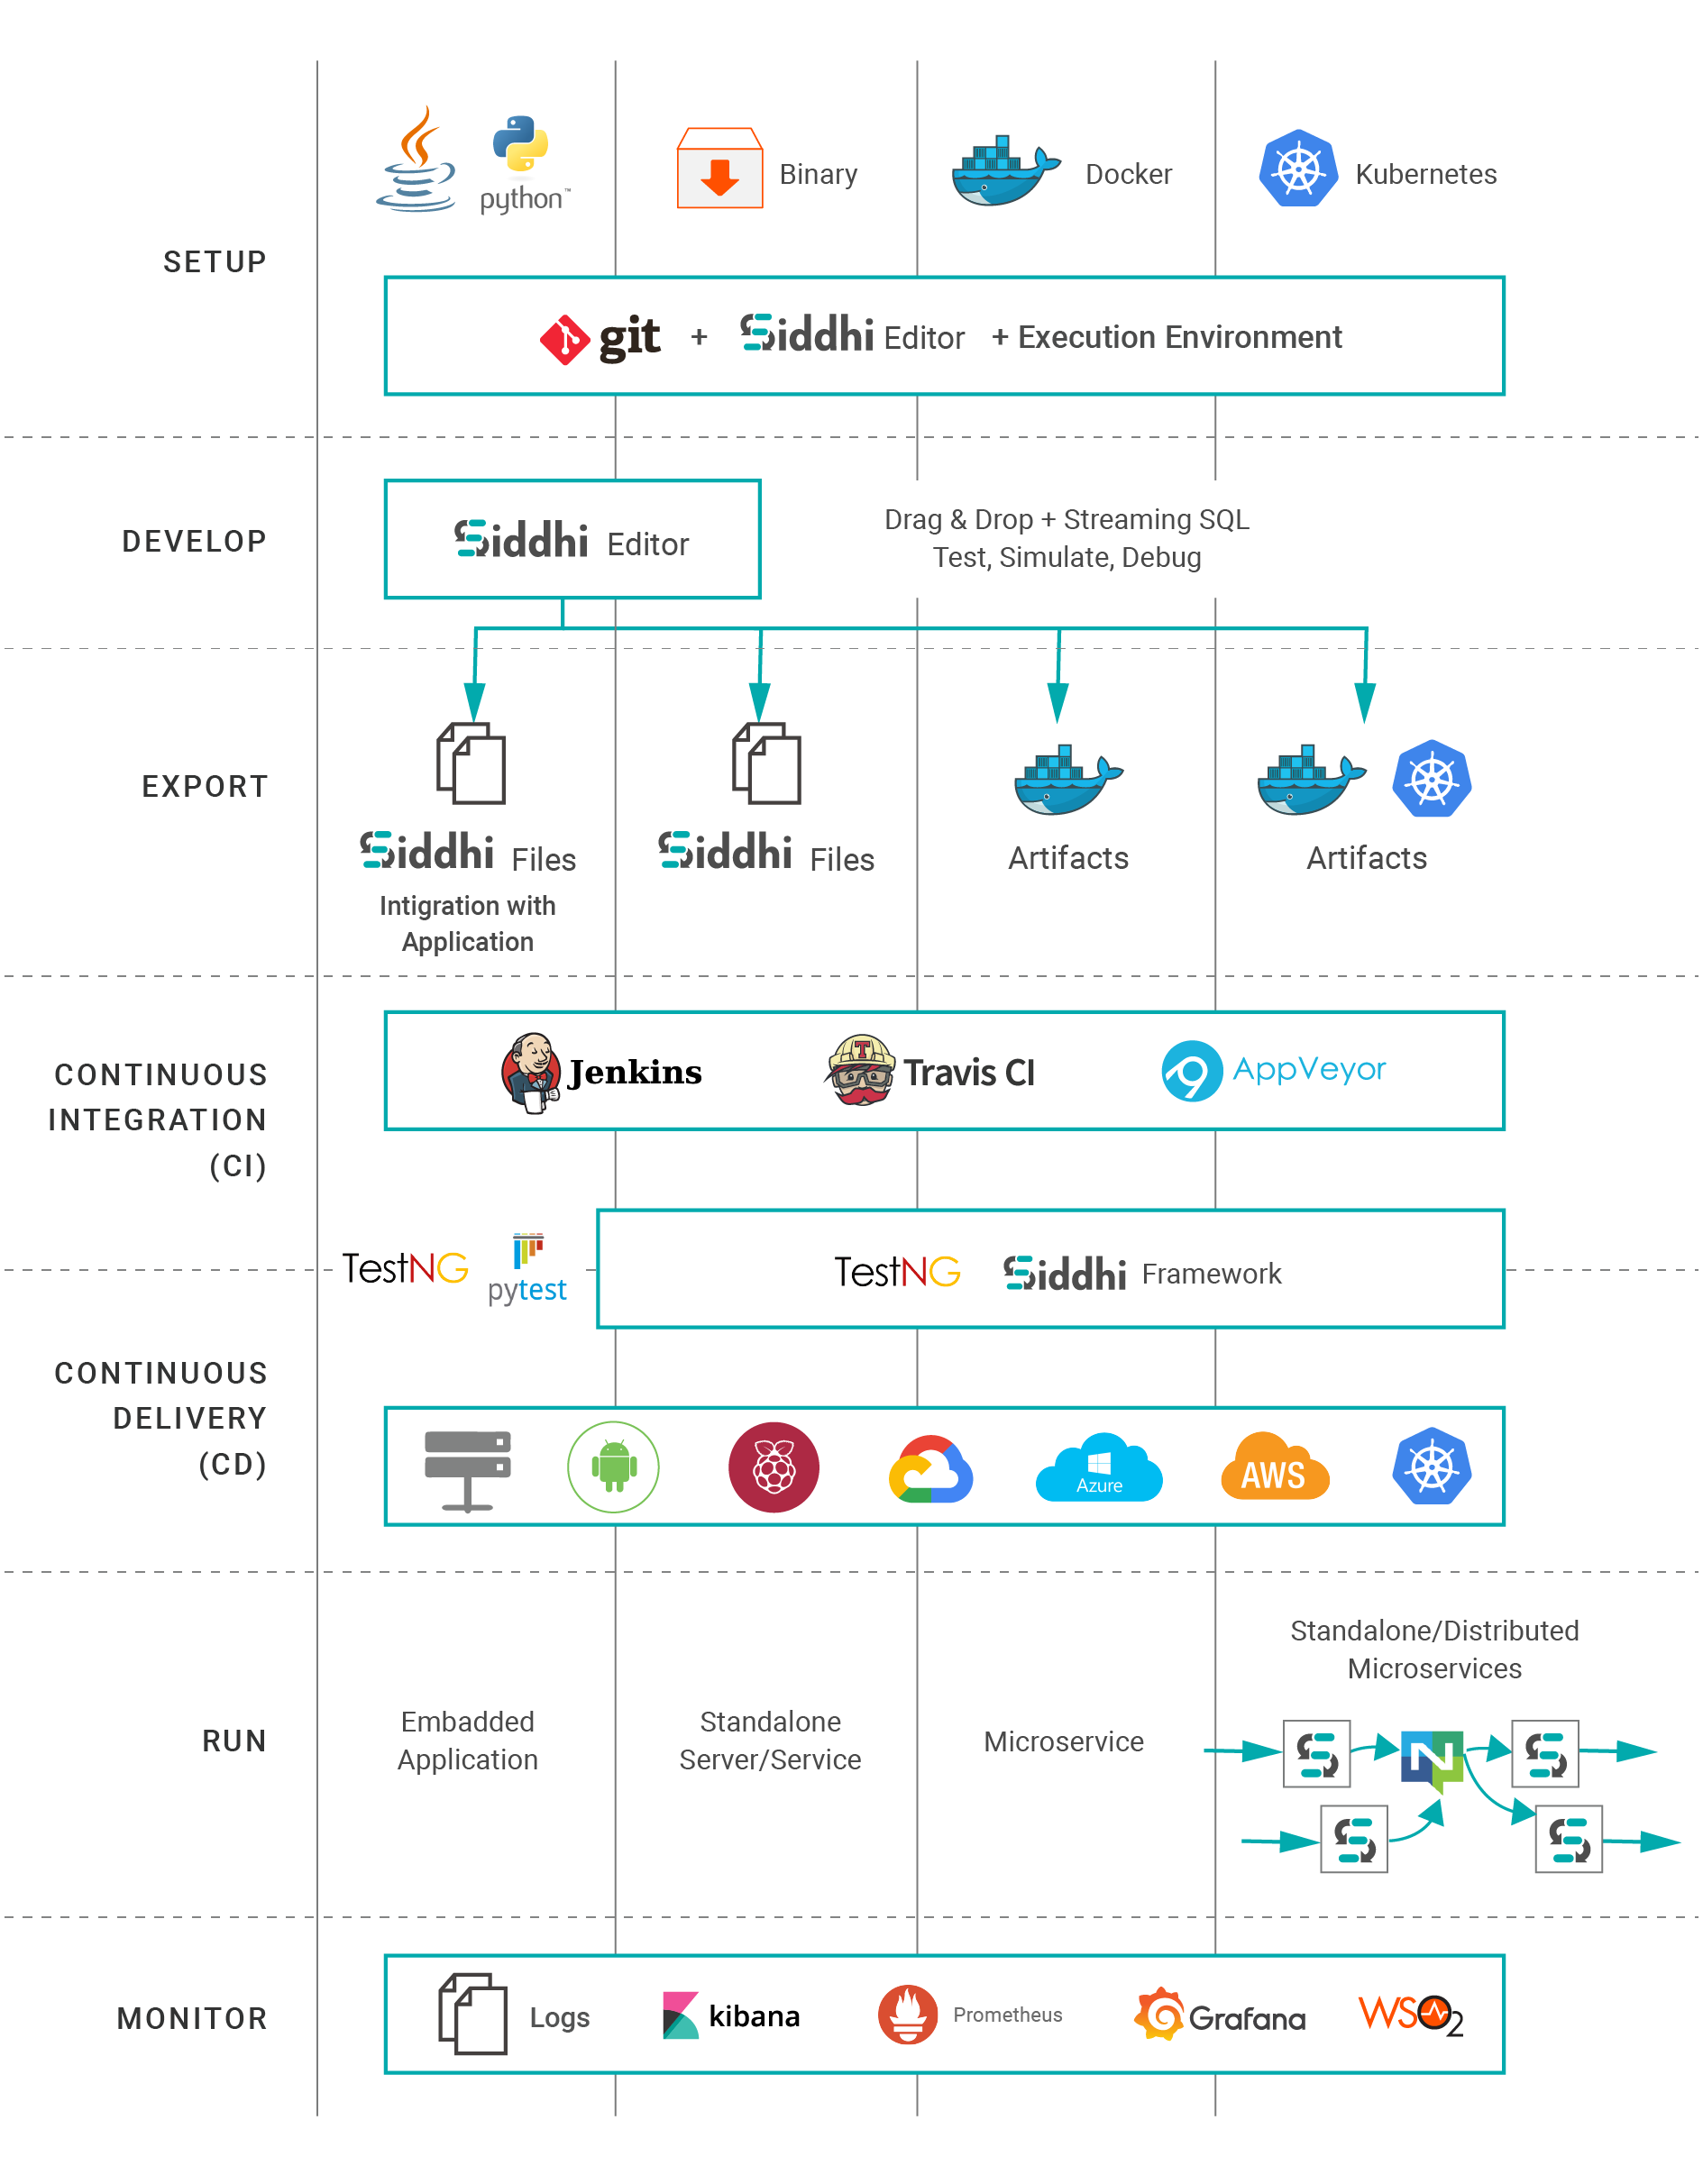 python™
Binary
Docker
Kubernetes
SETUP
git + Siddhi Editor + Execution Environment
DEVELOP
Siddhi Editor
Drag & Drop + Streaming SQL
Test, Simulate, Debug
EXPORT
Siddhi Files
Intigration with
Application
Siddhi Files
Artifacts
Artifacts
CONTINUOUS
INTEGRATION
(CI)
Jenkins
Travis CI
AppVeyor
TestNG
pytest
TestNG
Siddhi Framework
CONTINUOUS
DELIVERY
(CD)
Azure
AWS
RUN
Embadded
Application
Standalone
Server/Service
Microservice
Standalone/Distributed
Microservices
N
MONITOR
Logs
kibana
Prometheus
Grafana
WSO2